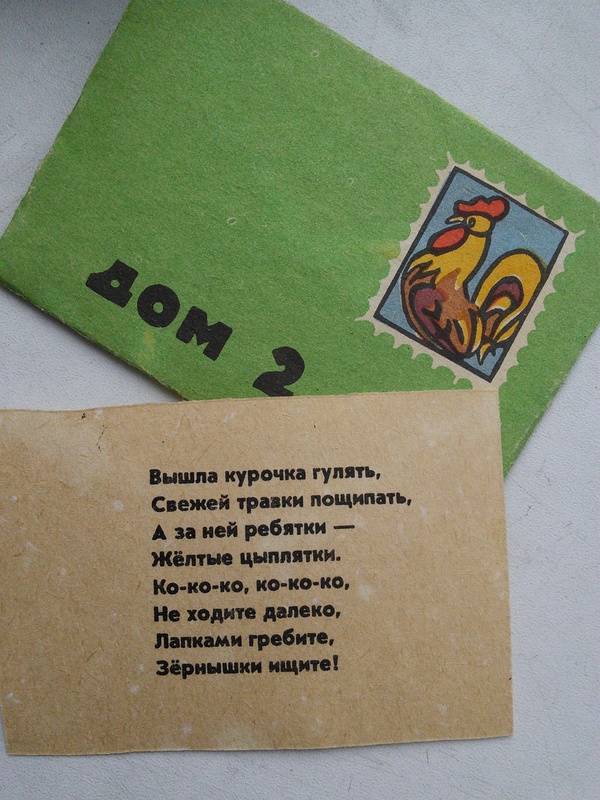 ДОМ 2
Вышла курочка гулять,
Свежей травки пощипать,
А за ней ребятки —
Жёлтые цыплятки.
Ко-ко-ко, ко-ко-ко,
Не ходите далеко,
Лапками гребите,
Зёрнышки ищите!